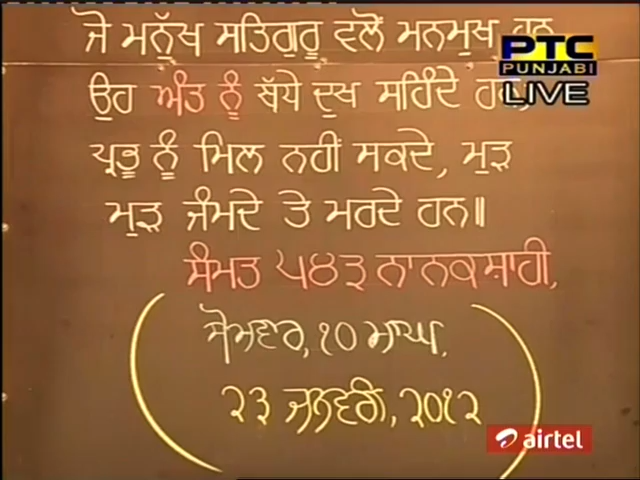 ਜੋ ਮਨੁੱਖ ਸਤਿਗੁਰੂ ਵਲੋਂ ਮਨਮੁਖ ਹਨ
PTC
PUNJABI
LIVE
ਉਹ ਅੰਤ ਨੂੰ ਬੱਧੇ ਦੁਖ ਸਹਿੰਦੇ ਹਨ,
ਪ੍ਰਭੂ ਨੂੰ ਮਿਲ ਨਹੀਂ ਸਕਦੇ, ਮੁੜ
ਮੁੜ ਜੰਮਦੇ ਤੇ ਮਰਦੇ ਹਨ॥
ਸੰਮਤ ੫੪੩ ਨਾਨਕਸ਼ਾਹੀ,
(ਸੋਮਵਾਰ, ੧੦ ਮਾਘ,
੨੩ ਜਨਵਰੀ, ੨੦੧੨)
airtel